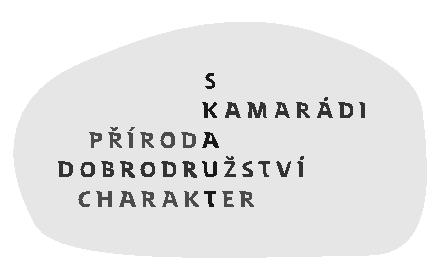 S
KAMARÁDI
PŘÍRODA
DOBRODRUŽSTVÍ
CHARAKTER